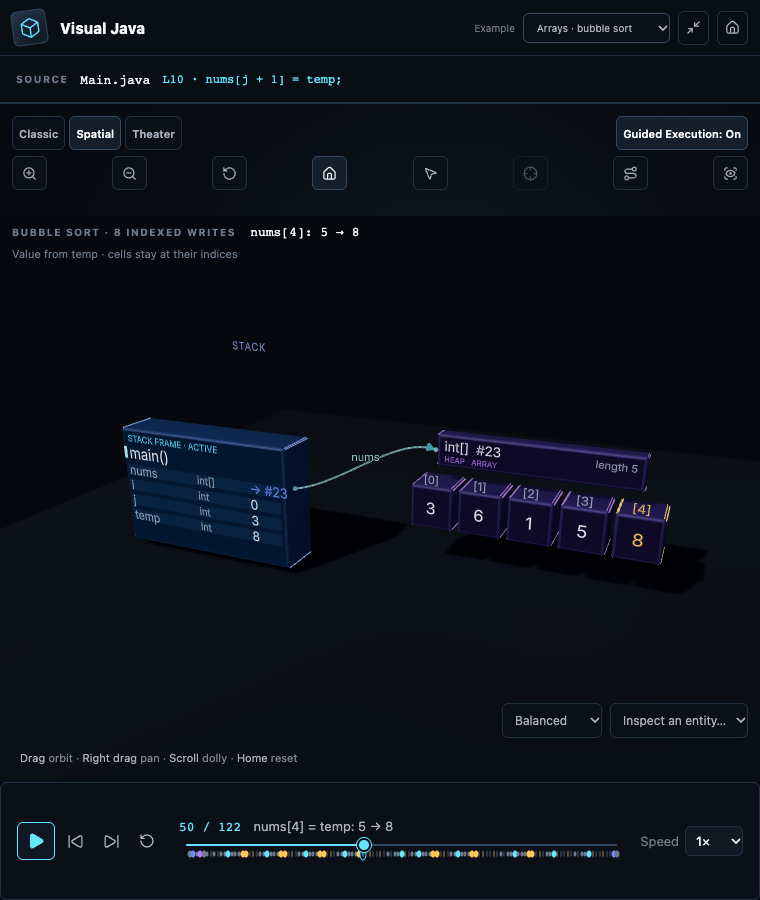 Visual Java
Example
Arrays · bubble sort
SOURCE Main.java L10 · nums[j + 1] = temp;
Classic Spatial Theater
Guided Execution: On
BUBBLE SORT · 8 INDEXED WRITES nums[4]: 5 → 8
Value from temp · cells stay at their indices
STACK
STACK FRAME · ACTIVE
main()
nums int[] → #23
i int 0
j int 3
temp int 8
nums
int[] #23
HEAP ARRAY
length 5
[0] [1] [2] [3] [4]
3 6 1 5 8
Balanced
Inspect an entity...
Drag orbit · Right drag pan · Scroll dolly · Home reset
50 / 122 nums[4] = temp: 5 → 8
Speed 1×